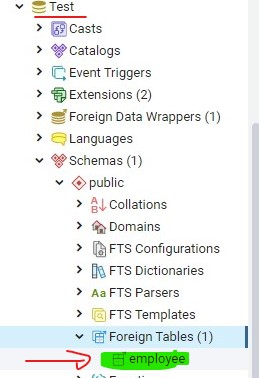 Test
Casts
Catalogs
Event Triggers
Extensions (2)
Foreign Data Wrappers (1)
Languages
Schemas (1)
public
Collations
Domains
FTS Configurations
FTS Dictionaries
Aa FTS Parsers
FTS Templates
Foreign Tables (1)
employee